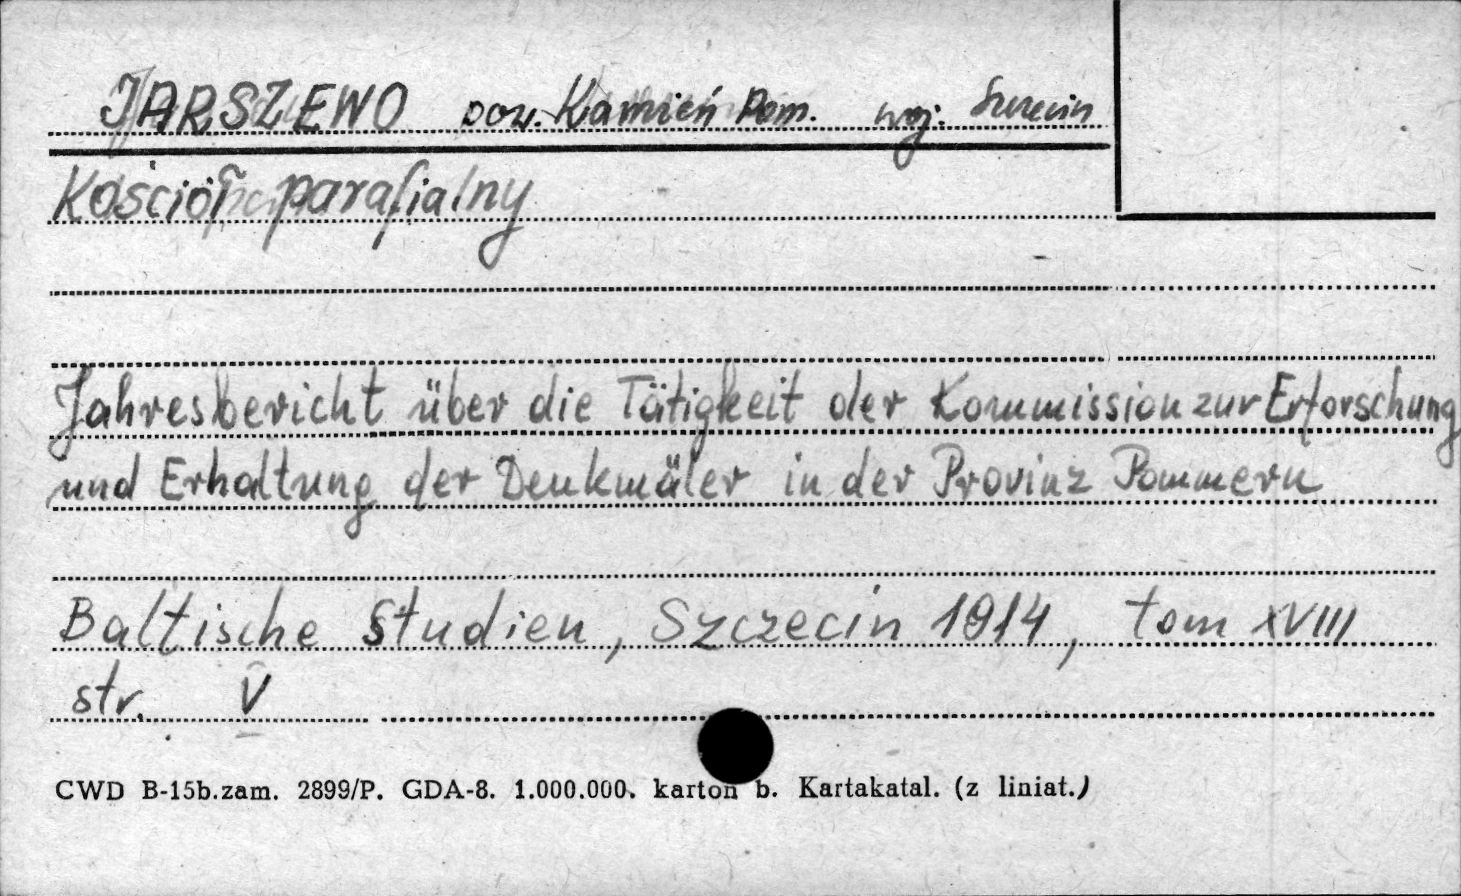 JARSZEWO pow. Kamień Pom. woj. Szczecin
Kościół parafialny
Jahresbericht über die Tätigkeit der Kommission zur Erforschung
und Erhaltung der Denkmäler in der Provinz Pommern
Baltische Studien, Szczecin 1914, tom XVIII
str. V
CWD B-15b.zam. 2899/P. GDA-8. 1.000.000. karton b. Kartakatal. (z liniat.)